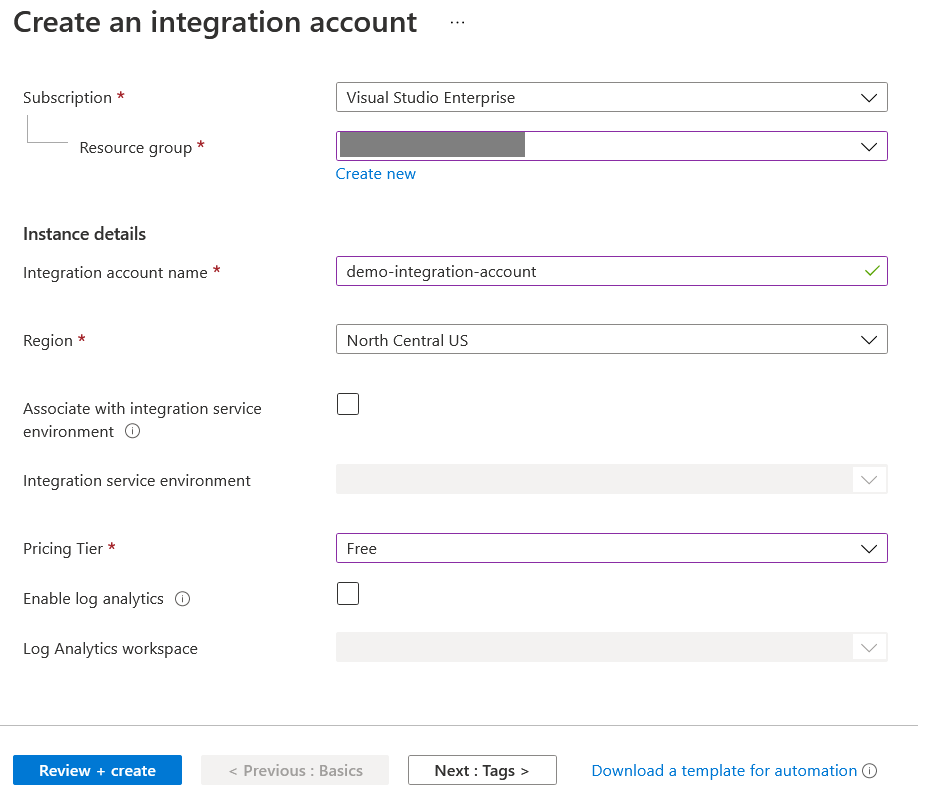 Create an integration account ...
Subscription *
Visual Studio Enterprise
Resource group *
Create new
Instance details
Integration account name *
demo-integration-account
Region *
North Central US
Associate with integration service
environment
Integration service environment
Pricing Tier *
Free
Enable log analytics
Log Analytics workspace
Review + create
< Previous : Basics
Next : Tags >
Download a template for automation